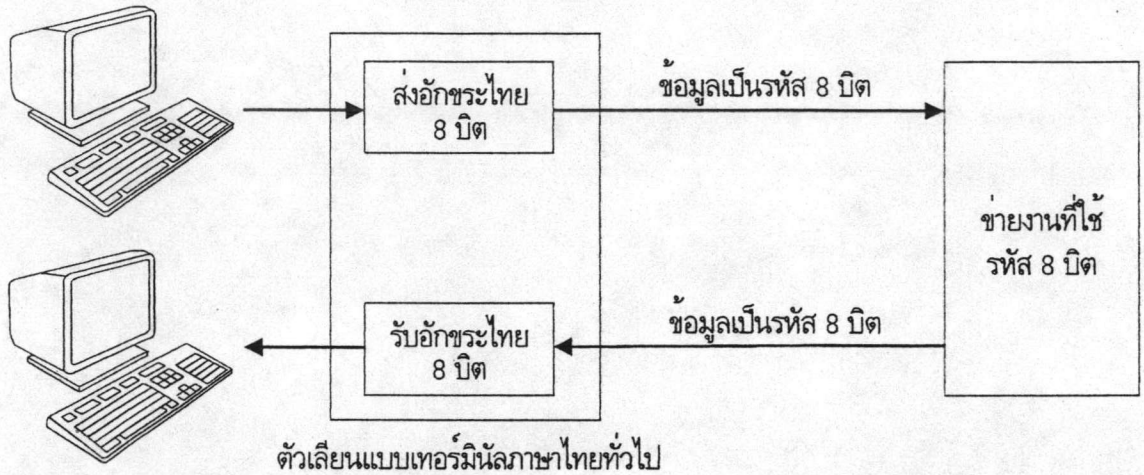 ส่งอักขระไทย
8 บิต
ข้อมูลเป็นรหัส 8 บิต
ข่ายงานที่ใช้
รหัส 8 บิต
รับอักขระไทย
8 บิต
ข้อมูลเป็นรหัส 8 บิต
ตัวเลียนแบบเทอร์มินัลภาษาไทยทั่วไป